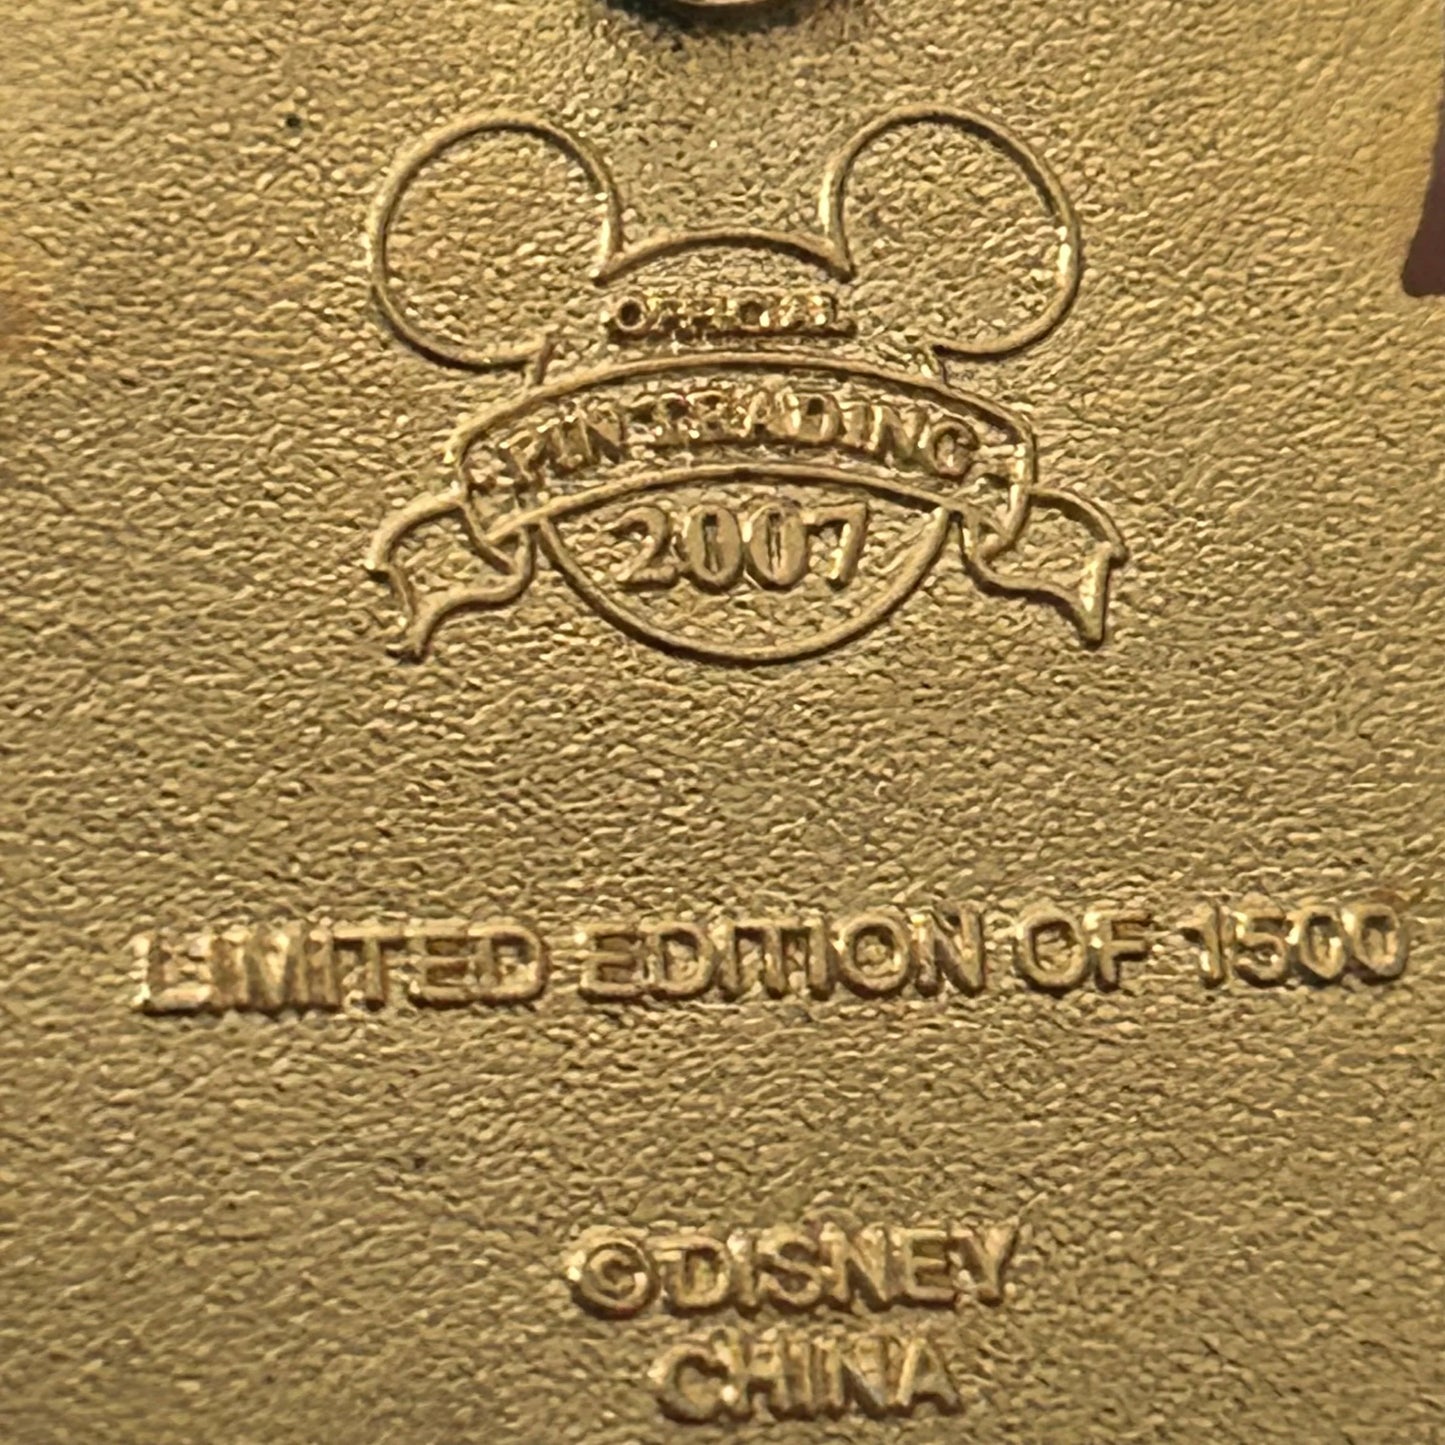 OFFICIAL
PIN TRADING
2007
LIMITED EDITION OF 1500
©DISNEY
CHINA